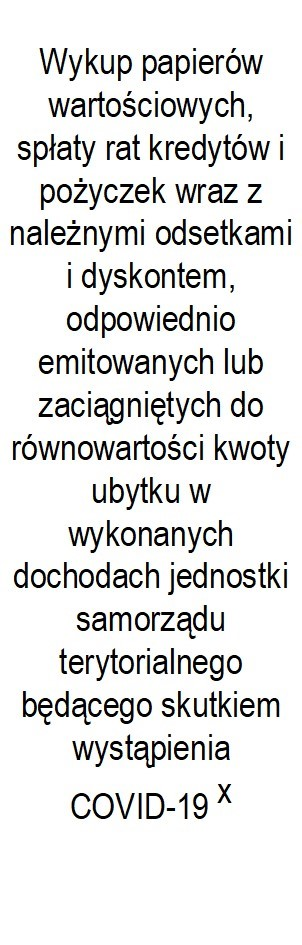 Wykup papierów
wartościowych,
spłaty rat kredytów i
pożyczek wraz z
należnymi odsetkami
i dyskontem,
odpowiednio
emitowanych lub
zaciągniętych do
równowartości kwoty
ubytku w
wykonanych
dochodach jednostki
samorządu
terytorialnego
będącego skutkiem
wystąpienia
COVID-19 x